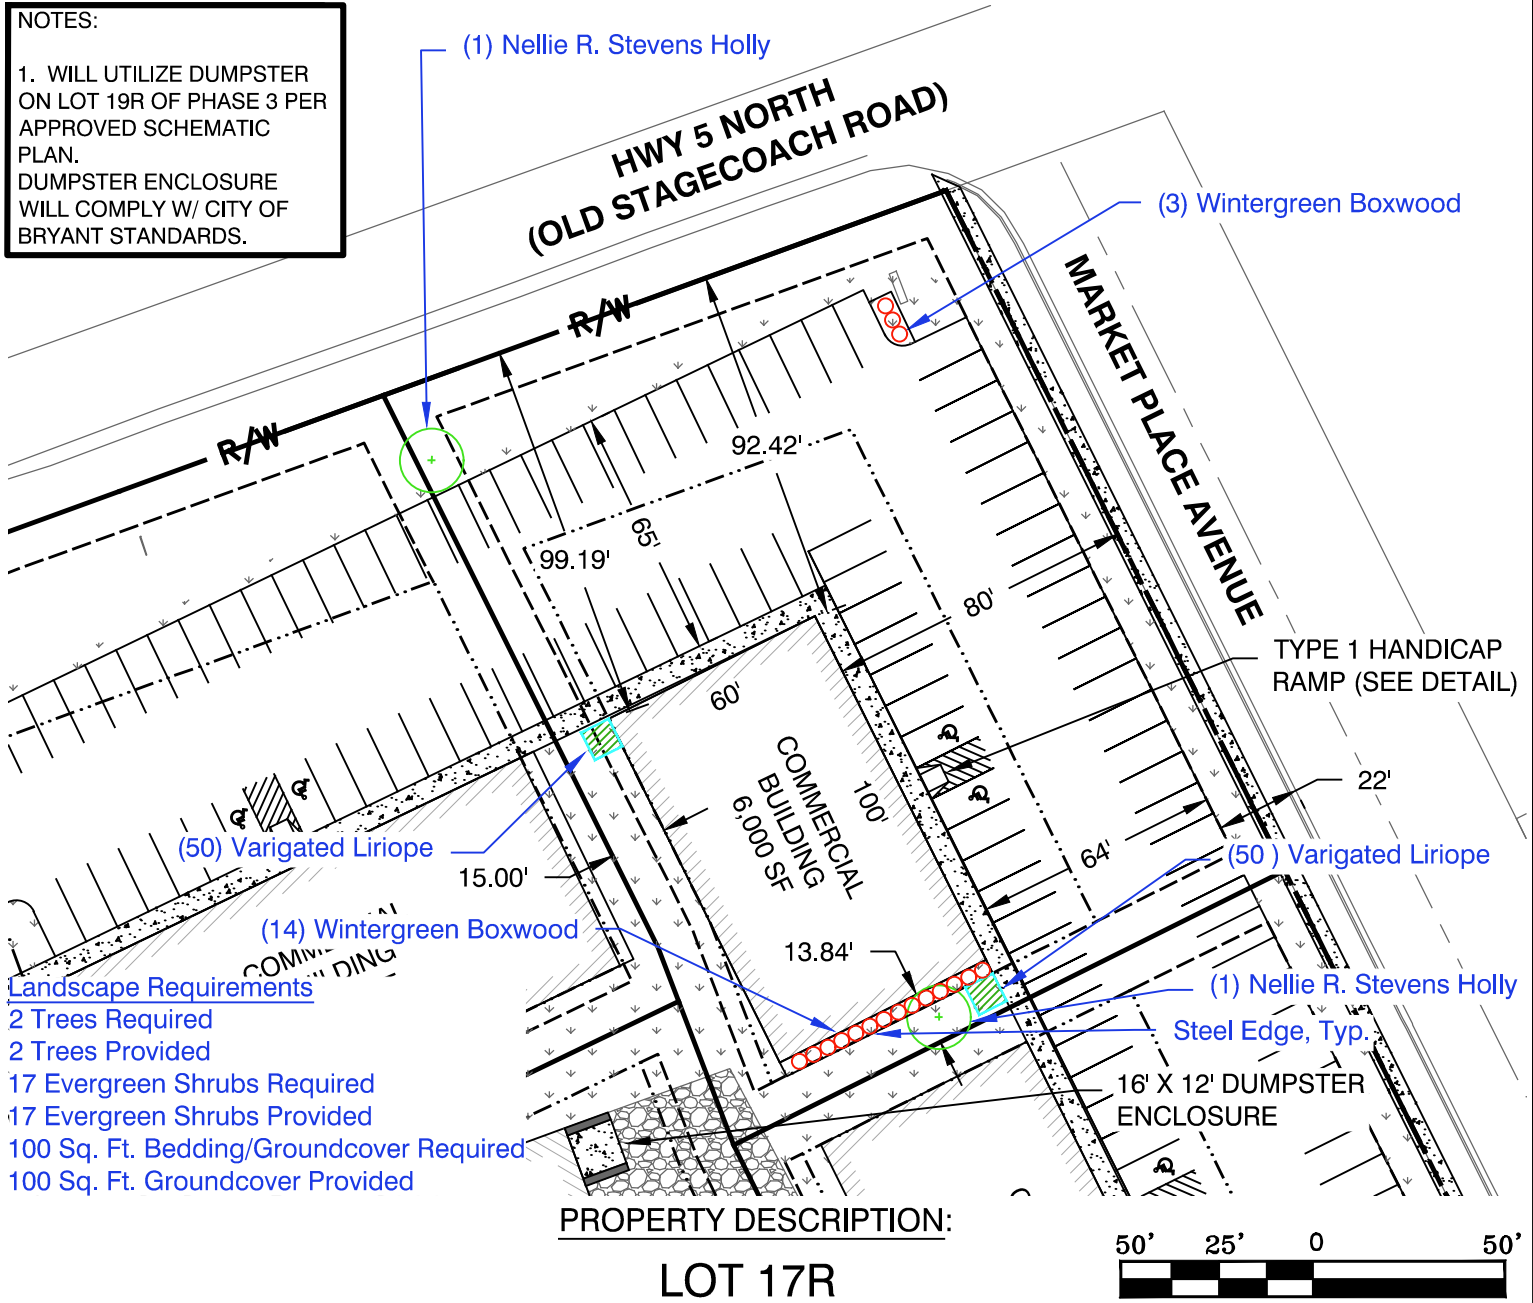 NOTES:
1. WILL UTILIZE DUMPSTER
ON LOT 19R OF PHASE 3 PER
APPROVED SCHEMATIC
PLAN.
DUMPSTER ENCLOSURE
WILL COMPLY W/ CITY OF
BRYANT STANDARDS.
(1) Nellie R. Stevens Holly
HWY 5 NORTH
(OLD STAGECOACH ROAD)
(3) Wintergreen Boxwood
MARKET PLACE AVENUE
R/W
R/W
92.42'
65'
99.19'
80'
TYPE 1 HANDICAP
RAMP (SEE DETAIL)
60'
COMMERCIAL
BUILDING
6,000 SF
100'
22'
(50) Varigated Liriope
15.00'
64'
(50 ) Varigated Liriope
(14) Wintergreen Boxwood
13.84'
(1) Nellie R. Stevens Holly
Steel Edge, Typ.
16' X 12' DUMPSTER
ENCLOSURE
Landscape Requirements
2 Trees Required
2 Trees Provided
17 Evergreen Shrubs Required
17 Evergreen Shrubs Provided
100 Sq. Ft. Bedding/Groundcover Required
100 Sq. Ft. Groundcover Provided
PROPERTY DESCRIPTION:
LOT 17R
50' 25' 0 50'